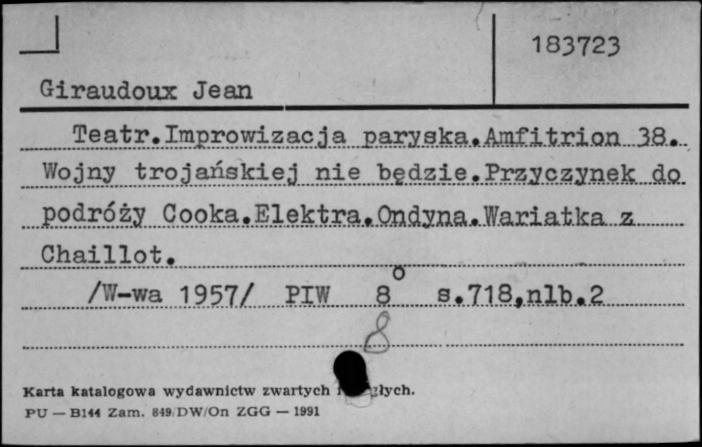 183723
Giraudoux Jean
Teatr.Improwizacja paryska.Amfitrion 38.
Wojny trojańskiej nie będzie.Przyczynek do
podróży Cooka.Elektra.Ondyna.Wariatka z
Chaillot.
/W-wa 1957/ PIW 8° s.718,nlb.2
8
Karta katalogowa wydawnictw zwartych
PU — B144 Zam. 849/DW/On ZGG — 1991